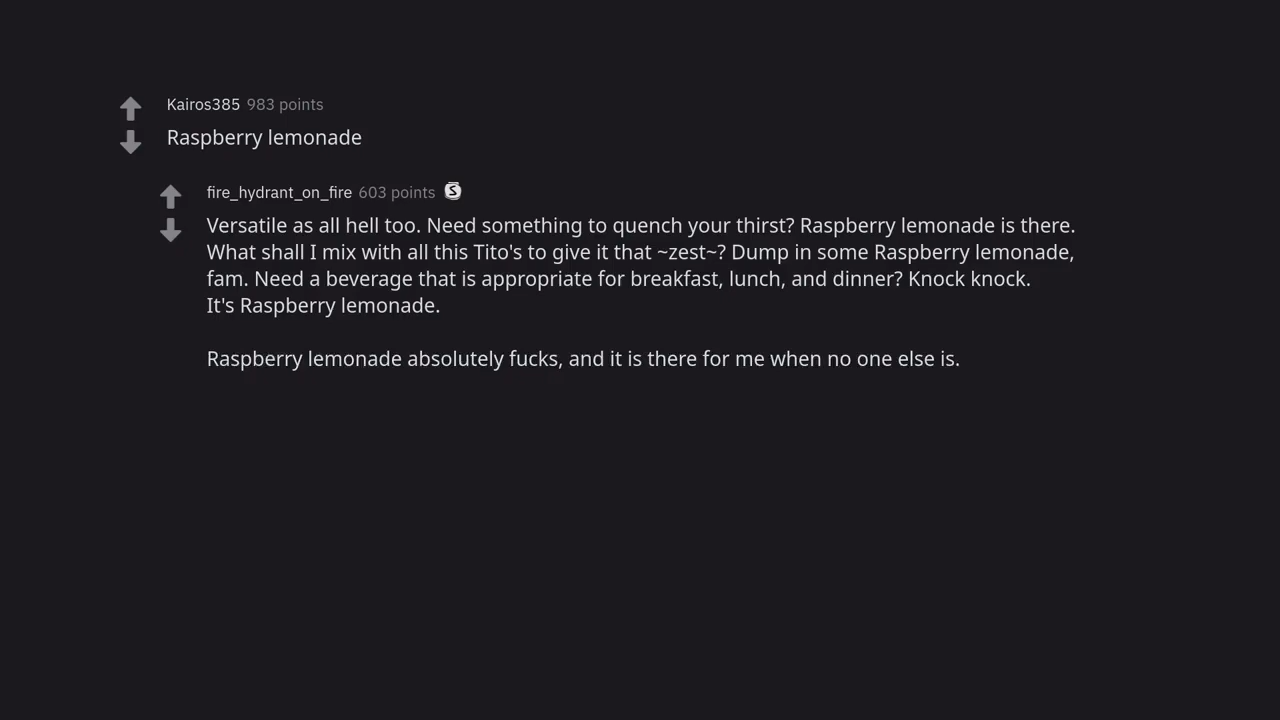 Kairos385 983 points
Raspberry lemonade
fire_hydrant_on_fire 603 points S
Versatile as all hell too. Need something to quench your thirst? Raspberry lemonade is there.
What shall I mix with all this Tito's to give it that ~zest~? Dump in some Raspberry lemonade,
fam. Need a beverage that is appropriate for breakfast, lunch, and dinner? Knock knock.
It's Raspberry lemonade.
Raspberry lemonade absolutely fucks, and it is there for me when no one else is.